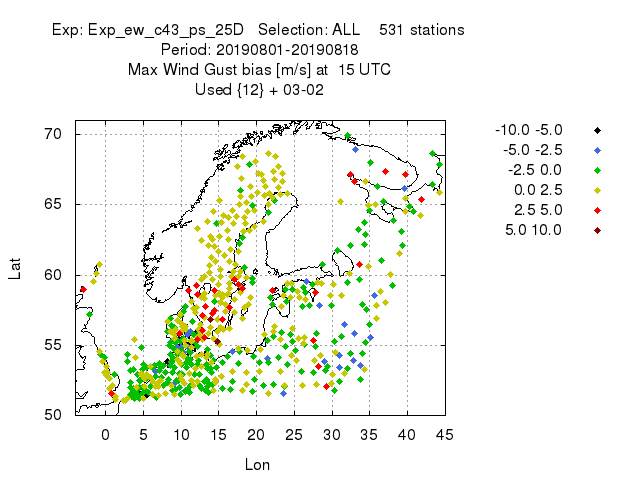 Exp: Exp_ew_c43_ps_25D   Selection: ALL    531 stations
Period: 20190801-20190818
Max Wind Gust bias [m/s] at  15 UTC
Used {12} + 03-02
-10.0 -5.0
-5.0 -2.5
-2.5 0.0
0.0 2.5
2.5 5.0
5.0 10.0
70
65
60
55
50
Lat
0 5 10 15 20 25 30 35 40 45
Lon